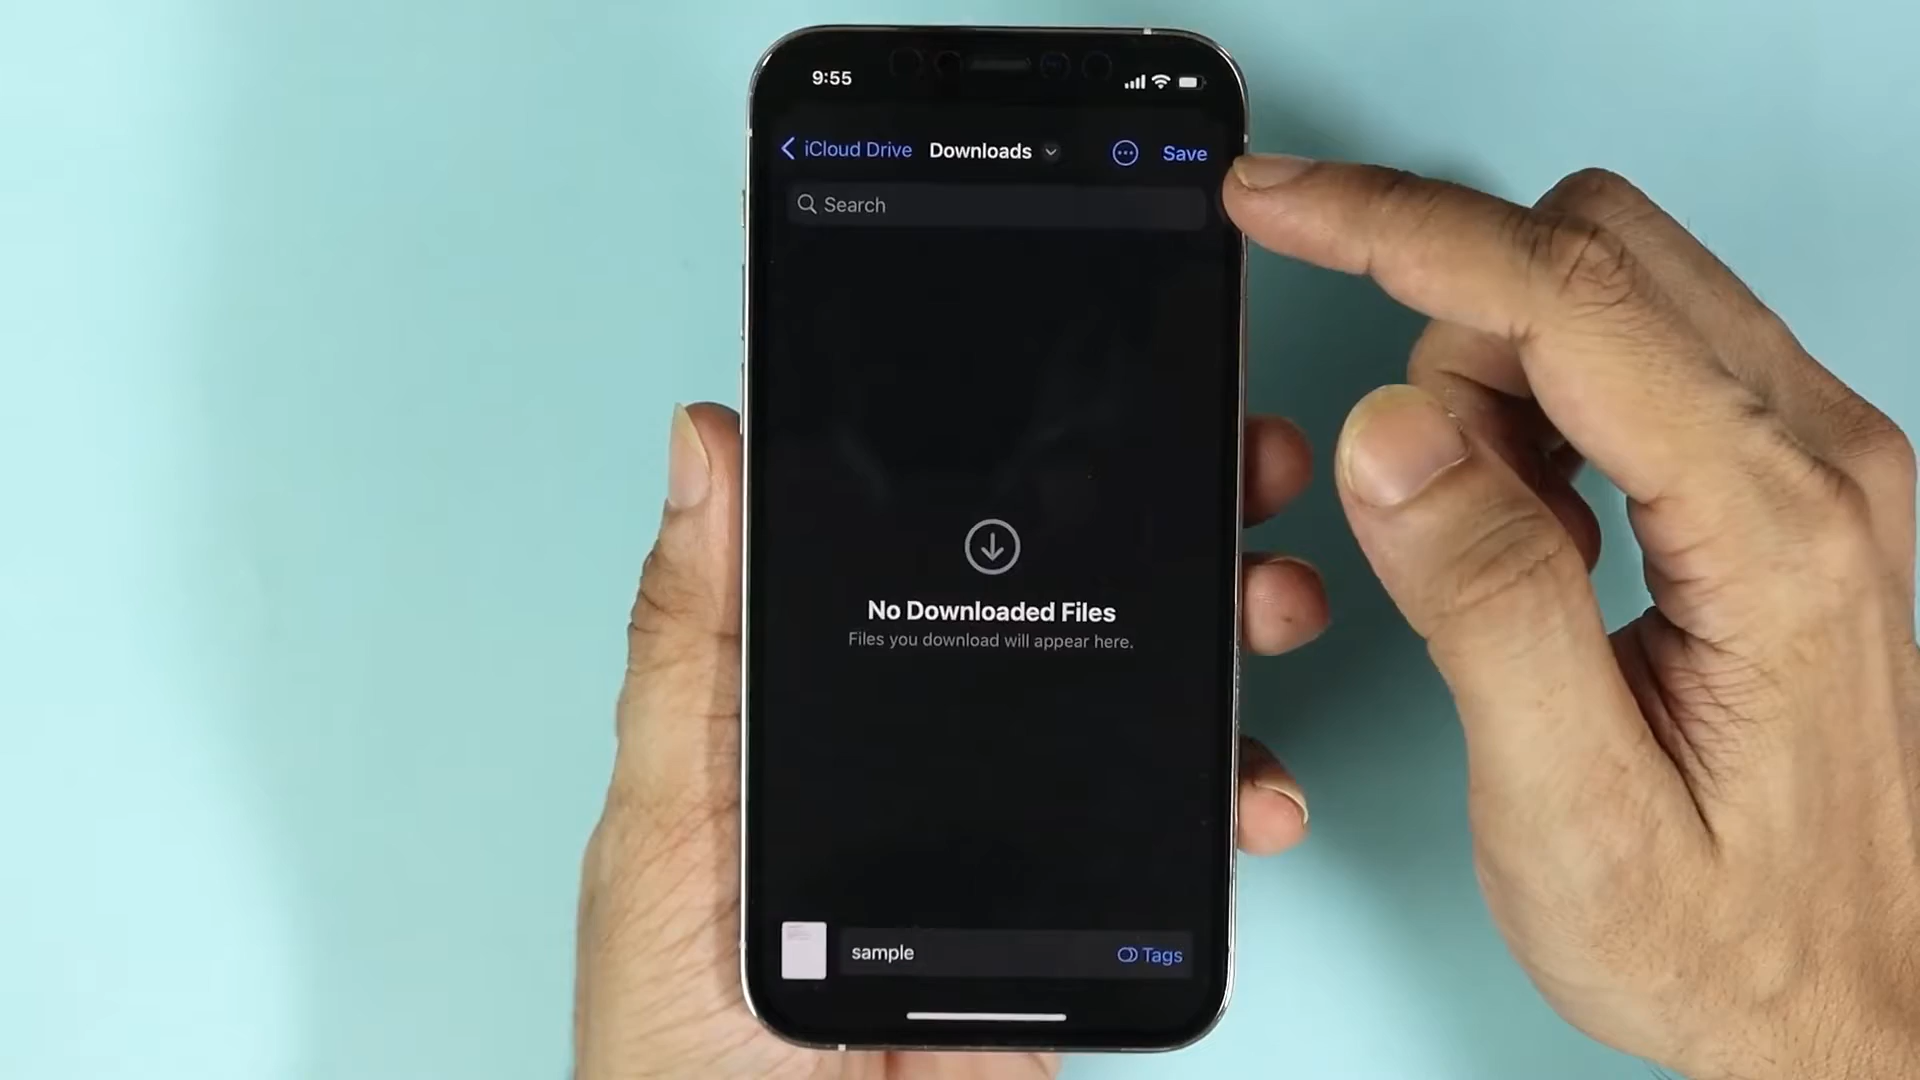 9:55
iCloud Drive Downloads Save
Search
No Downloaded Files
Files you download will appear here.
sample Tags